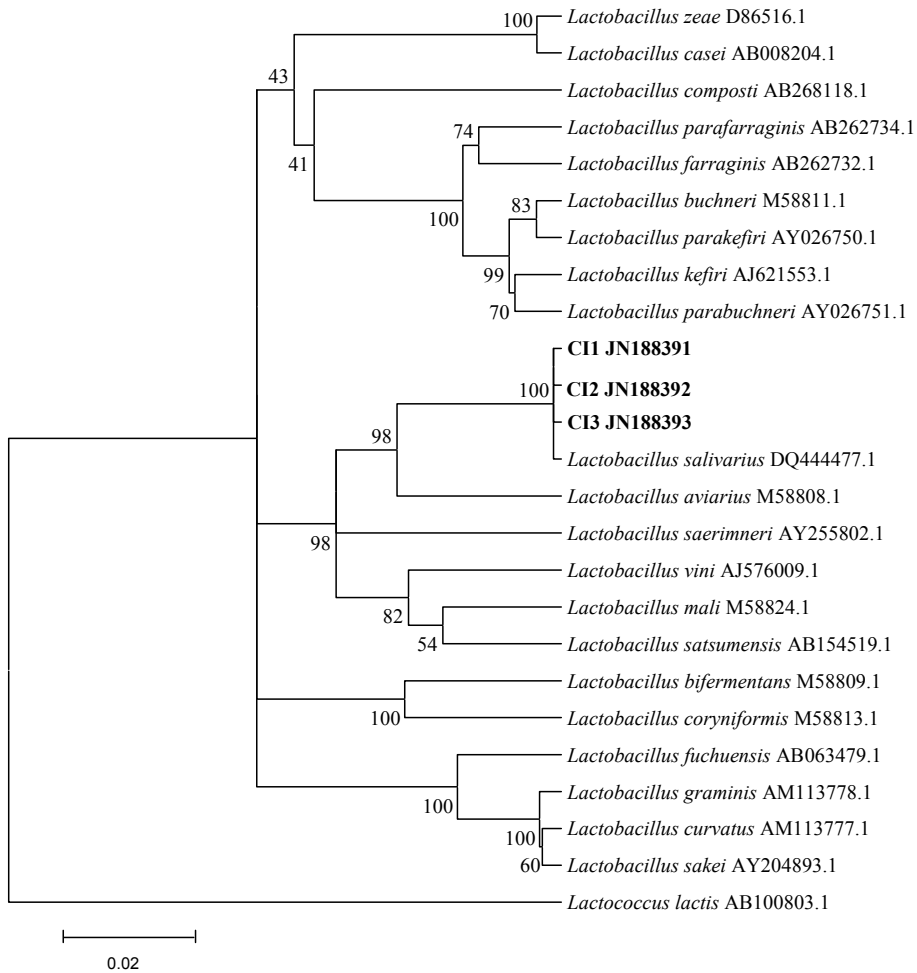 Lactobacillus zeae D86516.1
100
Lactobacillus casei AB008204.1
43
Lactobacillus composti AB268118.1
Lactobacillus parafarraginis AB262734.1
74
41
Lactobacillus farraginis AB262732.1
Lactobacillus buchneri M58811.1
83
100
Lactobacillus parakefiri AY026750.1
99
Lactobacillus kefiri AJ621553.1
70
Lactobacillus parabuchneri AY026751.1
CI1 JN188391
100
CI2 JN188392
CI3 JN188393
98
Lactobacillus salivarius DQ444477.1
Lactobacillus aviarius M58808.1
Lactobacillus saerimneri AY255802.1
98
Lactobacillus vini AJ576009.1
Lactobacillus mali M58824.1
82
54
Lactobacillus satsumensis AB154519.1
Lactobacillus bifermentans M58809.1
100
Lactobacillus coryniformis M58813.1
Lactobacillus fuchuensis AB063479.1
Lactobacillus graminis AM113778.1
100
Lactobacillus curvatus AM113777.1
100
60
Lactobacillus sakei AY204893.1
Lactococcus lactis AB100803.1
0.02